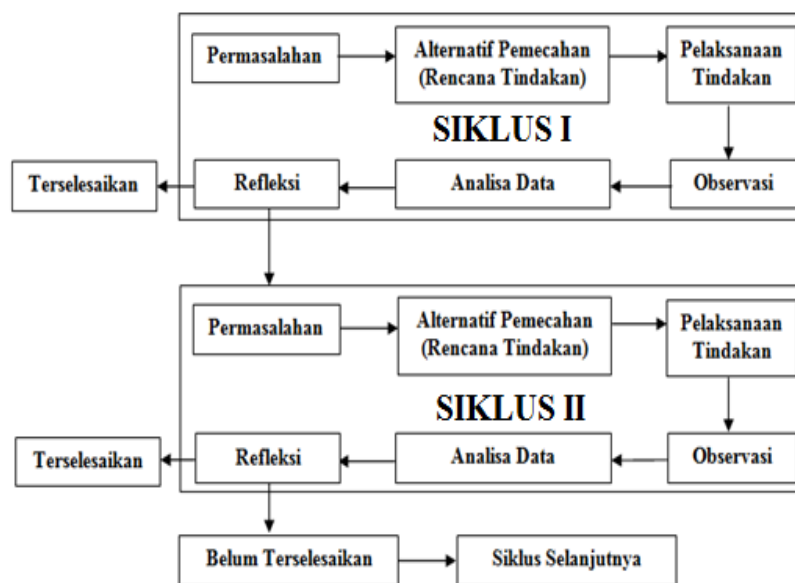 Permasalahan
Alternatif Pemecahan
(Rencana Tindakan)
Pelaksanaan
Tindakan
SIKLUS I
Terselesaikan
Refleksi
Analisa Data
Observasi
Permasalahan
Alternatif Pemecahan
(Rencana Tindakan)
Pelaksanaan
Tindakan
SIKLUS II
Terselesaikan
Refleksi
Analisa Data
Observasi
Belum Terselesaikan
Siklus Selanjutnya